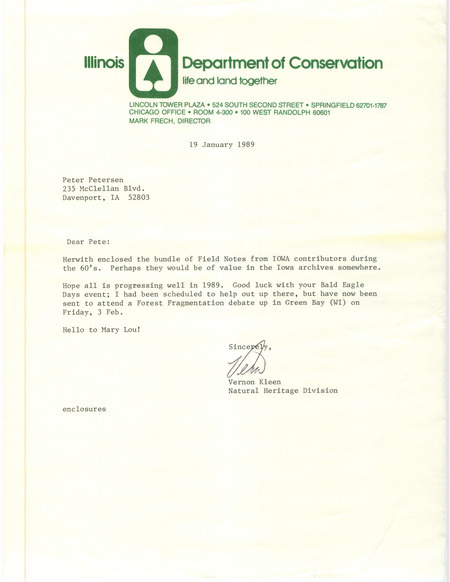 Illinois Department of Conservation
life and land together
LINCOLN TOWER PLAZA • 524 SOUTH SECOND STREET • SPRINGFIELD 62701-1787
CHICAGO OFFICE • ROOM 4-300 • 100 WEST RANDOLPH 60601
MARK FRECH, DIRECTOR
19 January 1989
Peter Petersen
235 McClellan Blvd.
Davenport, IA 52803
Dear Pete:
Herwith enclosed the bundle of Field Notes from IOWA contributors during
the 60's. Perhaps they would be of value in the Iowa archives somewhere.
Hope all is progressing well in 1989. Good luck with your Bald Eagle
Days event; I had been scheduled to help out up there, but have now been
sent to attend a Forest Fragmentation debate up in Green Bay (WI) on
Friday, 3 Feb.
Hello to Mary Lou!
Sincerely,
Vern
Vernon Kleen
Natural Heritage Division
enclosures